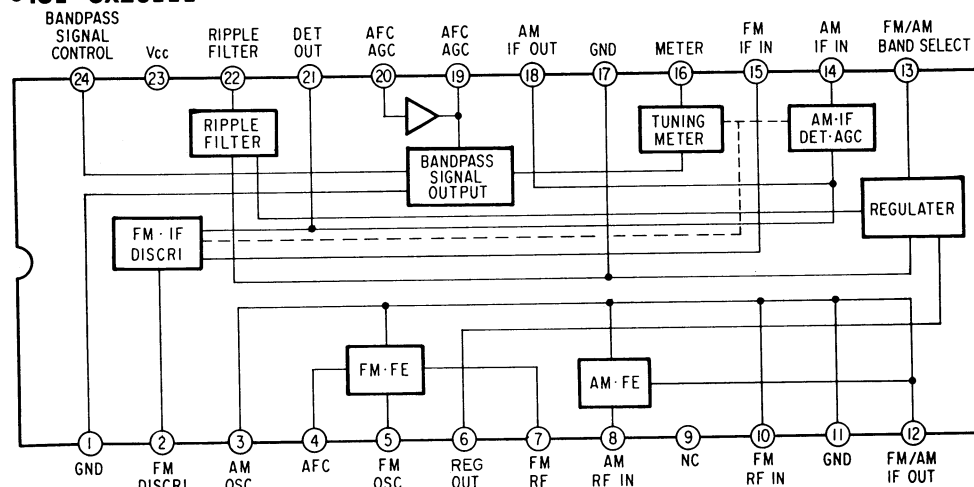 BANDPASS
SIGNAL
CONTROL
Vcc
RIPPLE
FILTER
DET
OUT
AFC
AGC
AFC
AGC
AM
IF OUT
GND
METER
FM
IF IN
AM
IF IN
FM/AM
BAND SELECT
24 23 22 21 20 19 18 17 16 15 14 13
RIPPLE
FILTER
BANDPASS
SIGNAL
OUTPUT
TUNING
METER
AM·IF
DET·AGC
REGULATER
FM·IF
DISCRI
FM·FE
AM·FE
1 2 3 4 5 6 7 8 9 10 11 12
GND
FM
DISCRI
AM
OSC
AFC
FM
OSC
REG
OUT
FM
RF
AM
RF IN
NC
FM
RF IN
GND
FM/AM
IF OUT